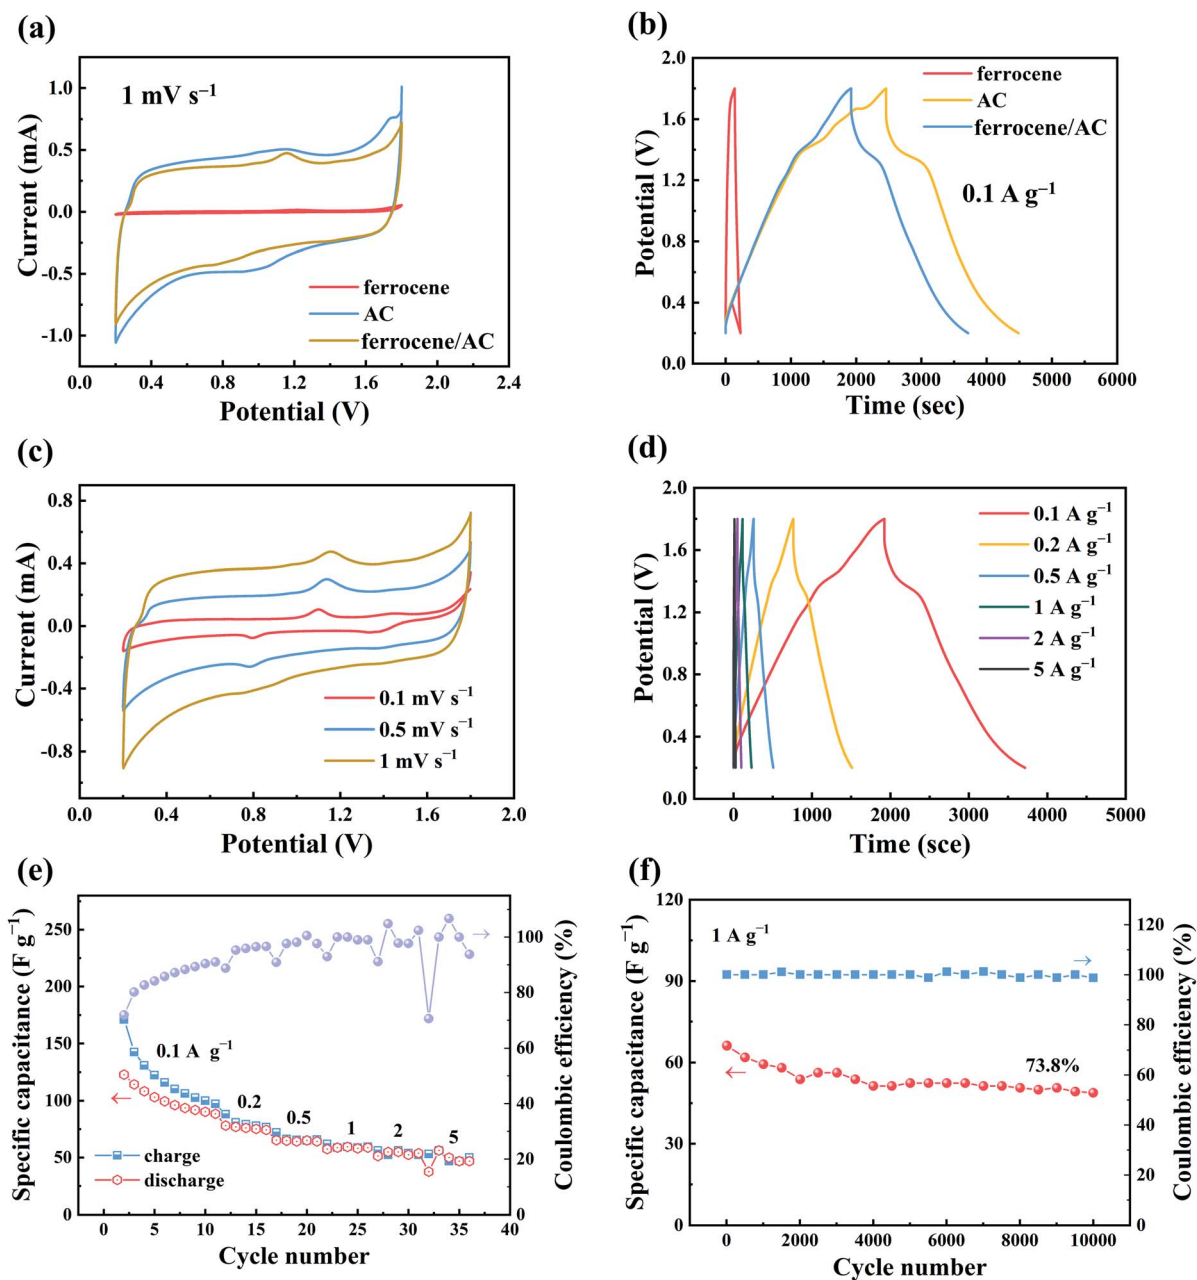 (a)
1 mV s⁻¹
Current (mA)
1.0
0.5
0.0
-0.5
-1.0
ferrocene
AC
ferrocene/AC
0.0 0.4 0.8 1.2 1.6 2.0 2.4
Potential (V)
(b)
Potential (V)
2.0
1.6
1.2
0.8
0.4
0.0
ferrocene
AC
ferrocene/AC
0.1 A g⁻¹
0 1000 2000 3000 4000 5000 6000
Time (sec)
(c)
Current (mA)
0.8
0.4
0.0
-0.4
-0.8
0.1 mV s⁻¹
0.5 mV s⁻¹
1 mV s⁻¹
0.0 0.4 0.8 1.2 1.6 2.0
Potential (V)
(d)
Potential (V)
2.0
1.6
1.2
0.8
0.4
0.0
0.1 A g⁻¹
0.2 A g⁻¹
0.5 A g⁻¹
1 A g⁻¹
2 A g⁻¹
5 A g⁻¹
0 1000 2000 3000 4000 5000
Time (sce)
(e)
Specific capacitance (F g⁻¹)
250
200
150
100
50
0
0.1 A g⁻¹
0.2
0.5
1
2
5
charge
discharge
0 5 10 15 20 25 30 35 40
Cycle number
100
80
60
40
20
0
Coulombic efficiency (%)
(f)
Specific capacitance (F g⁻¹)
120
90
60
30
0
1 A g⁻¹
73.8%
0 2000 4000 6000 8000 10000
Cycle number
120
100
80
60
40
20
0
Coulombic efficiency (%)